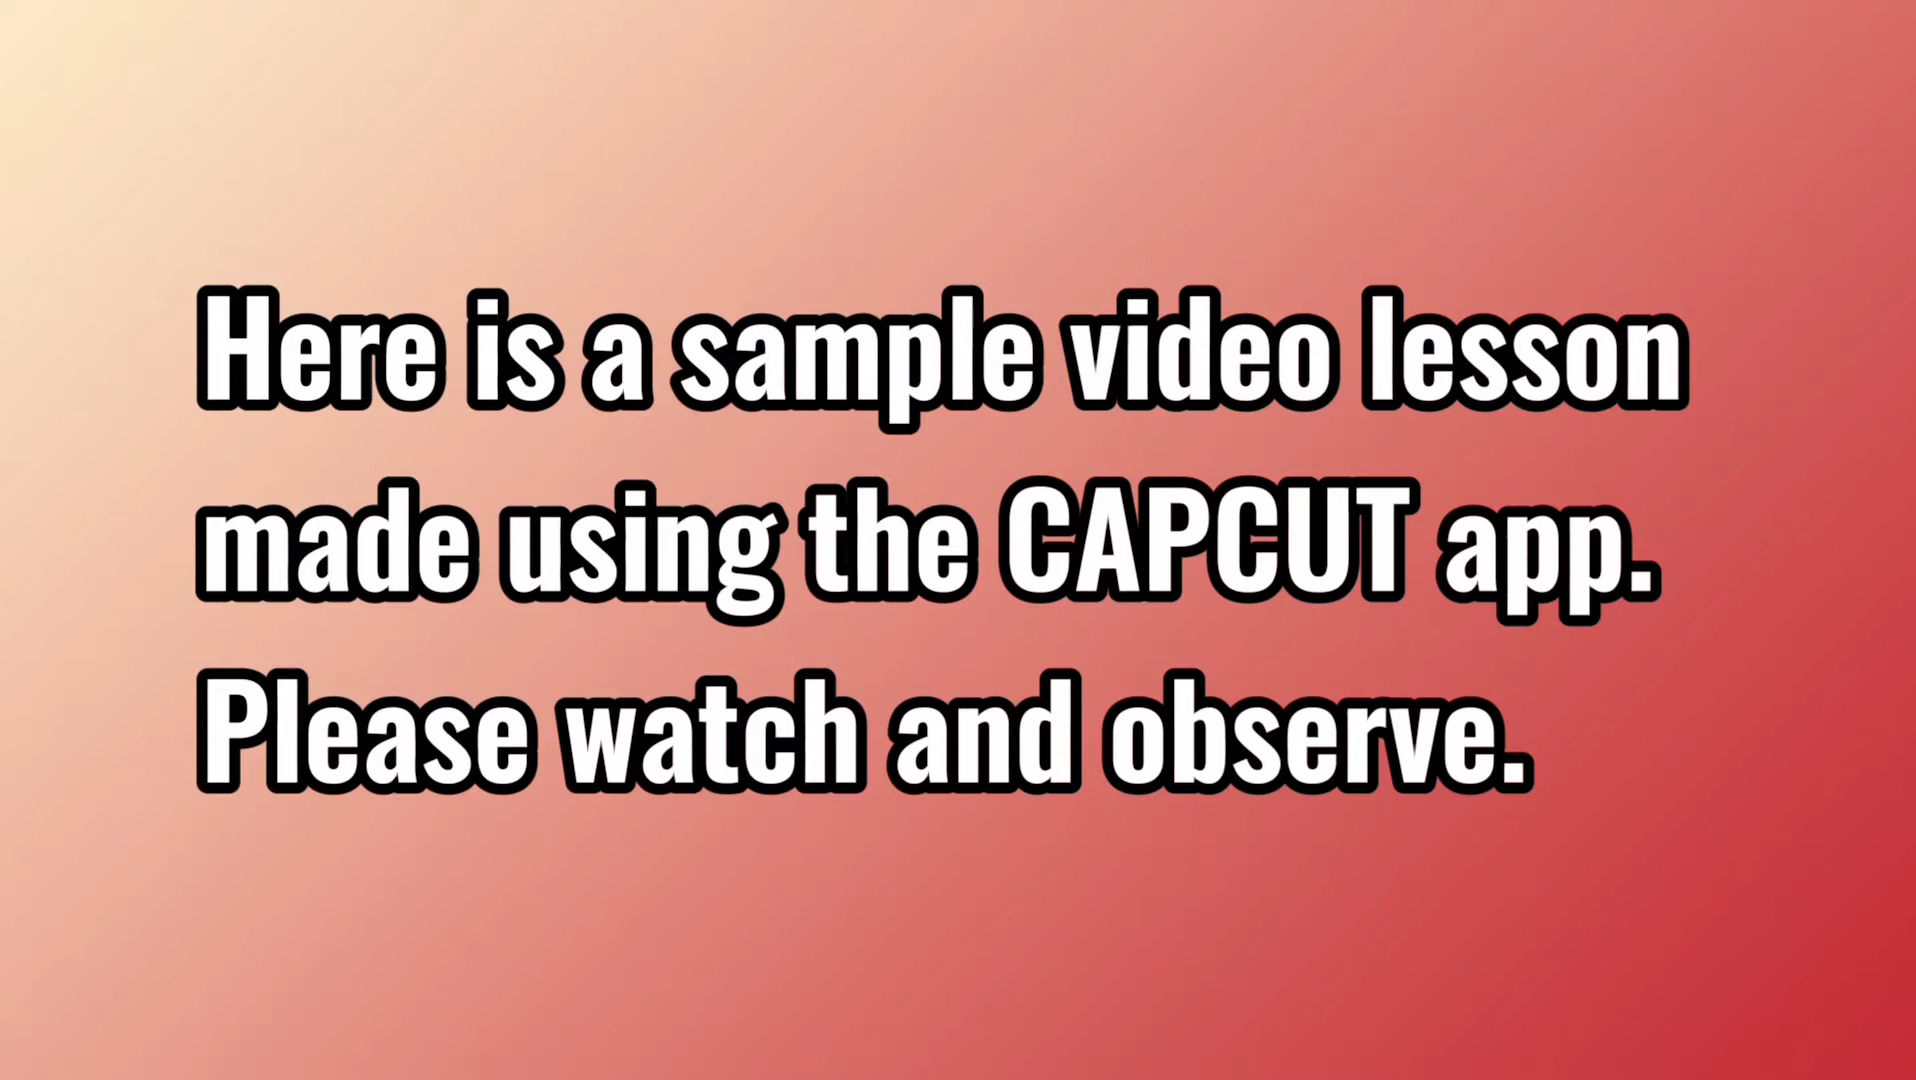 Here is a sample video lesson
made using the CAPCUT app.
Please watch and observe.